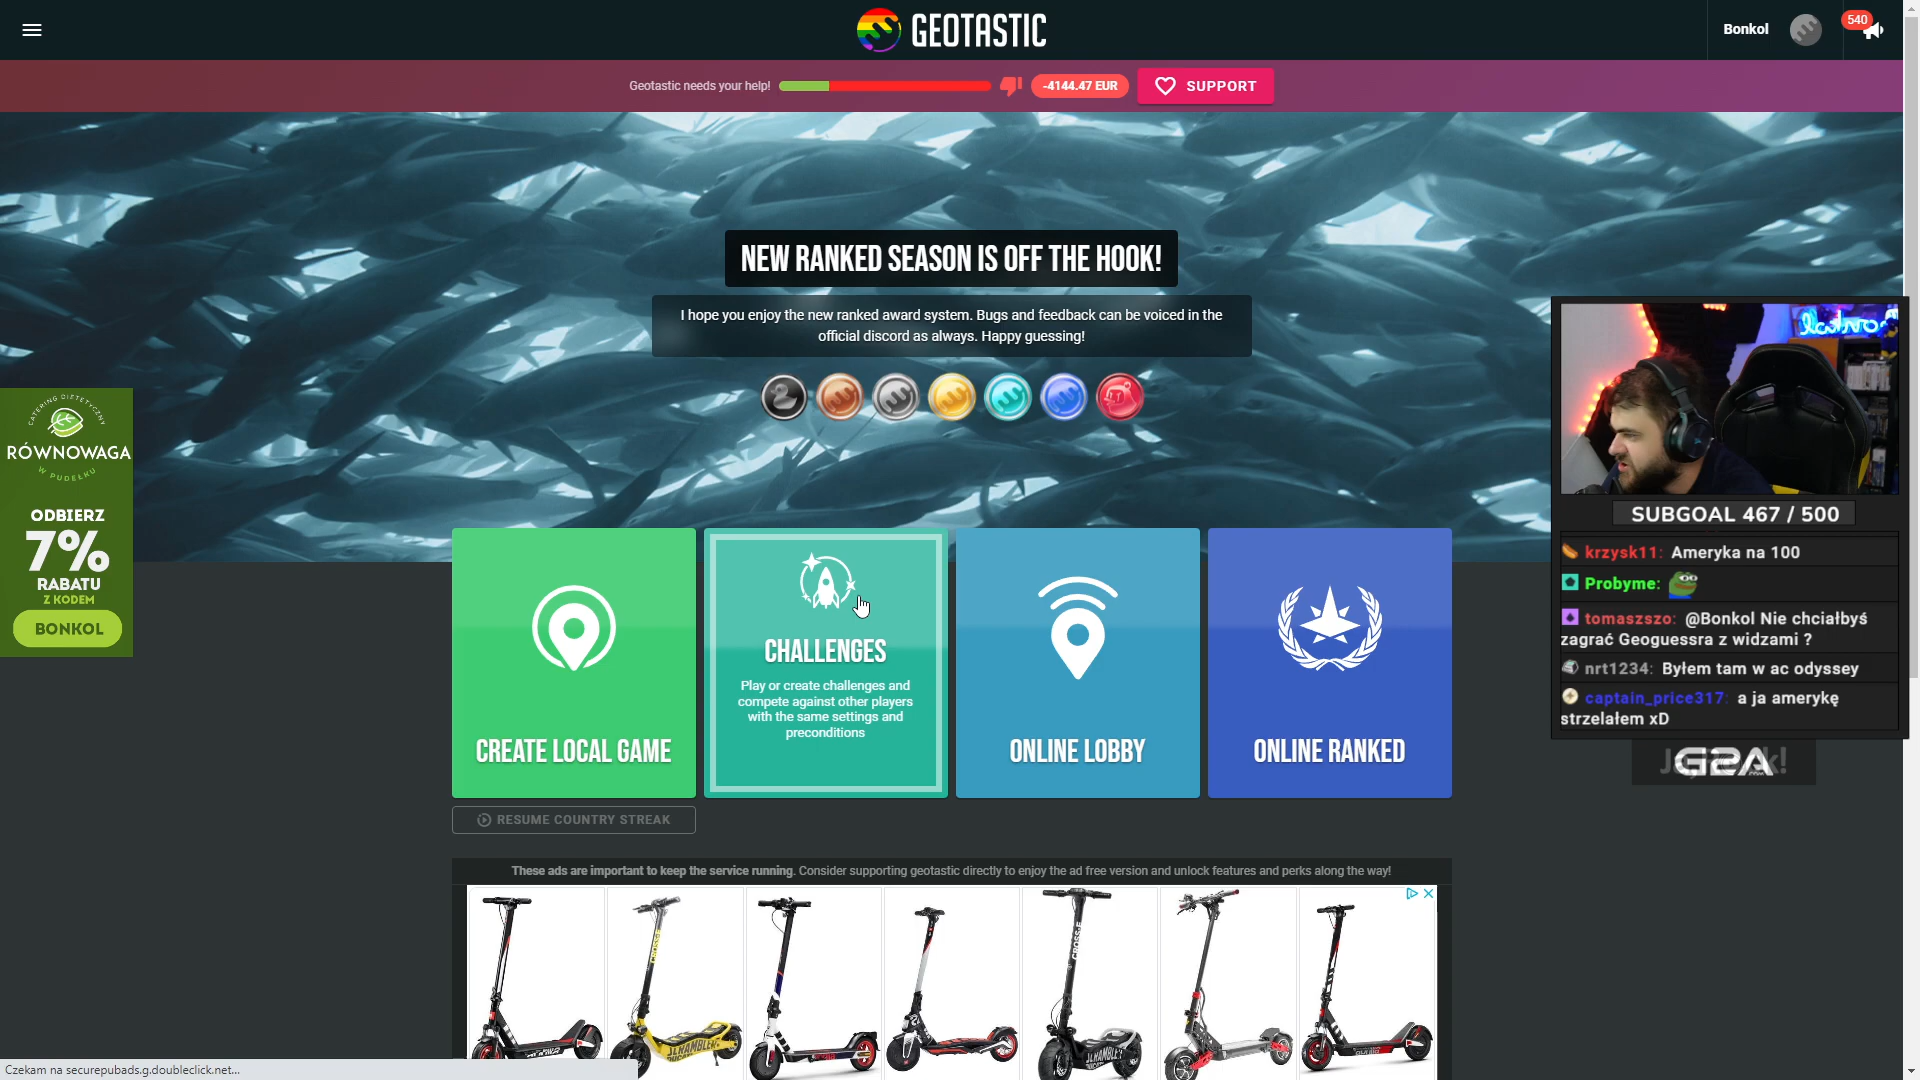 GEOTASTIC
Bonkol
540
Geotastic needs your help!
-4144.47 EUR
SUPPORT
NEW RANKED SEASON IS OFF THE HOOK!
I hope you enjoy the new ranked award system. Bugs and feedback can be voiced in the
official discord as always. Happy guessing!
CATERING DIETETYCZNY
RÓWNOWAGA
W PUDEŁKU
ODBIERZ
7%
RABATU
Z KODEM
BONKOL
CREATE LOCAL GAME
CHALLENGES
Play or create challenges and
compete against other players
with the same settings and
preconditions
ONLINE LOBBY
ONLINE RANKED
RESUME COUNTRY STREAK
SUBGOAL 467 / 500
krzysk11: Ameryka na 100
Probyme:
tomaszszo: @Bonkol Nie chciałbyś
zagrać Geoguessra z widzami ?
nrt1234: Byłem tam w ac odyssey
captain_price317: a ja amerykę
strzelałem xD
G2A
.COM
These ads are important to keep the service running. Consider supporting geotastic directly to enjoy the ad free version and unlock features and perks along the way!
CROSSER
SCRAMBLER
Czekam na securepubads.g.doubleclick.net...